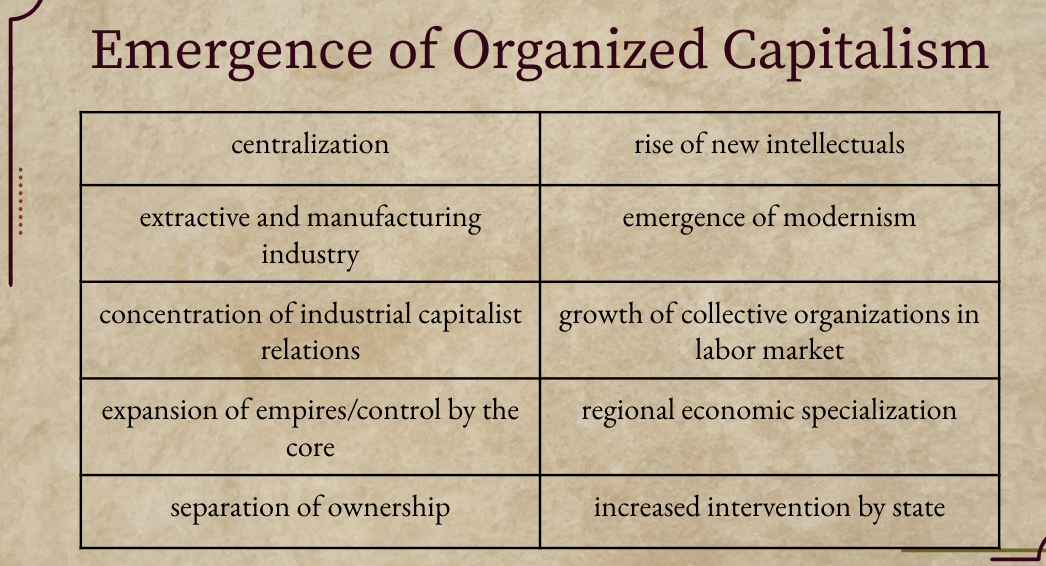 Emergence of Organized Capitalism
centralization
rise of new intellectuals
extractive and manufacturing
industry
emergence of modernism
concentration of industrial capitalist
relations
growth of collective organizations in
labor market
expansion of empires/control by the
core
regional economic specialization
separation of ownership
increased intervention by state